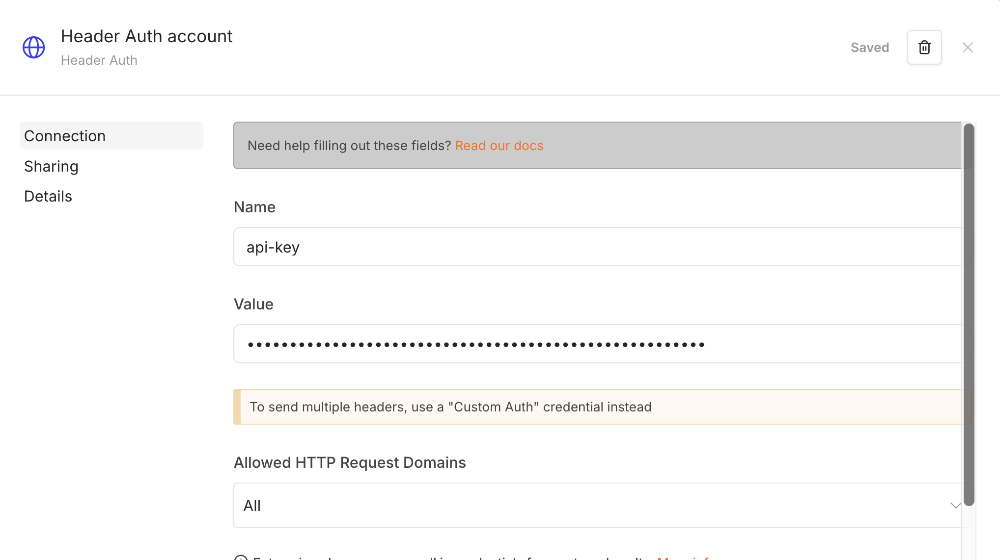 Header Auth account
Header Auth
Saved
Connection
Sharing
Details
Need help filling out these fields? Read our docs
Name
api-key
Value
••••••••••••••••••••••••••••••••••••••••••••••••••••••
To send multiple headers, use a "Custom Auth" credential instead
Allowed HTTP Request Domains
All